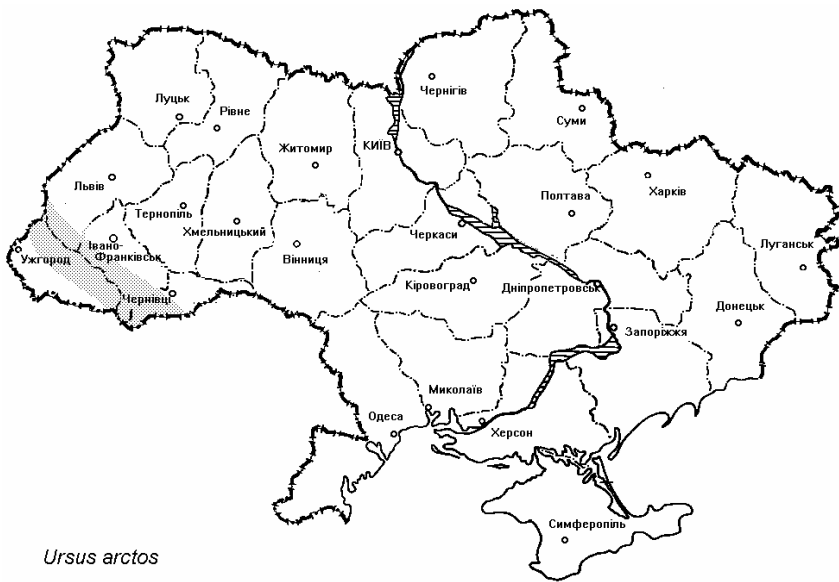 Чернігів
Луцьк
Рівне
Суми
Житомир
КИЇВ
Львів
Харків
Полтава
Тернопіль
Хмельницький
Черкаси
Луганськ
Івано-
Франківськ
Ужгород
Вінниця
Кіровоград
Дніпропетровськ
Чернівці
Донецьк
Запоріжжя
Миколаїв
Одеса
Херсон
Симферопіль
Ursus arctos